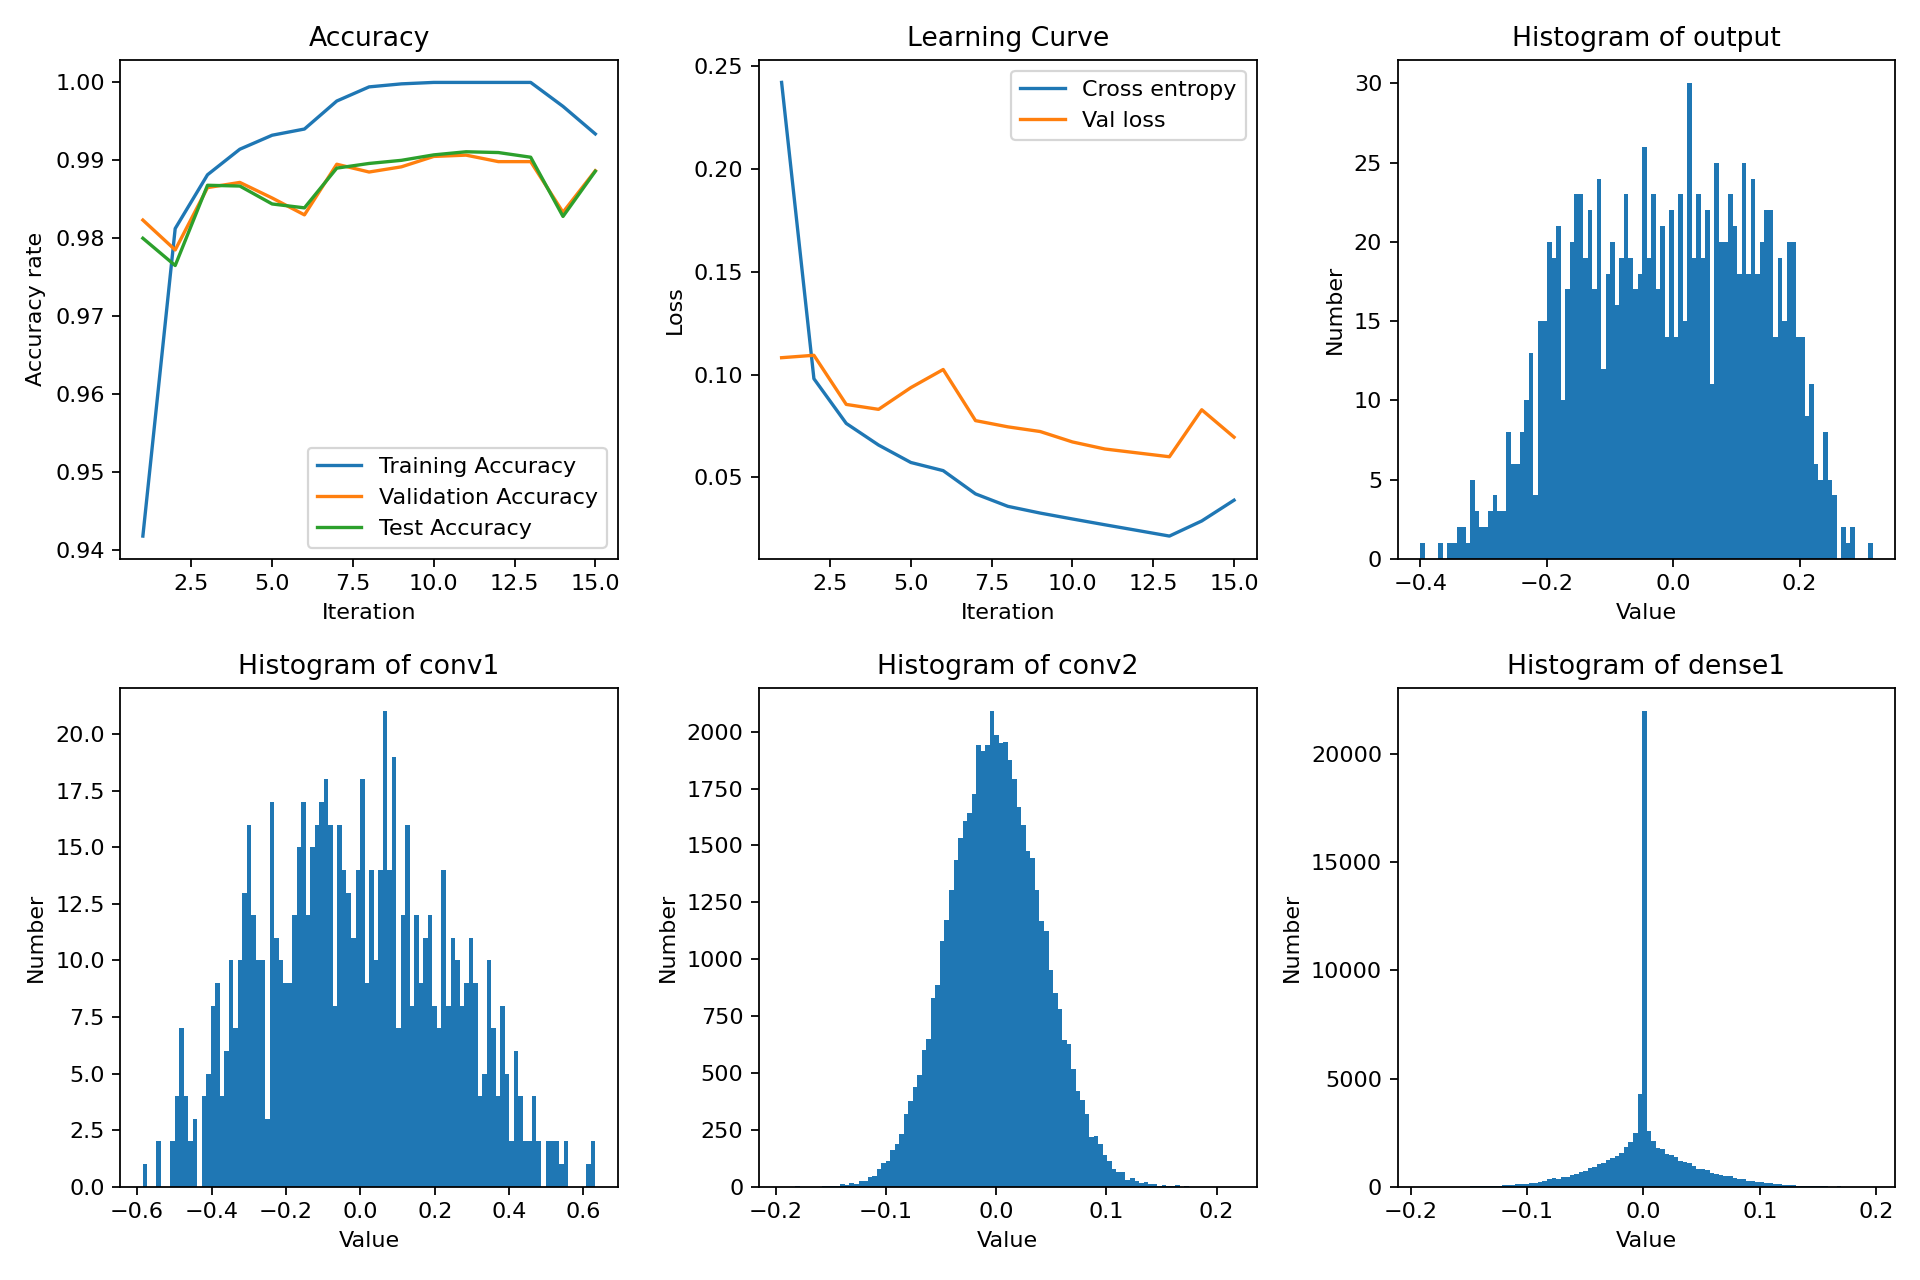 Accuracy
Accuracy rate
1.00
0.99
0.98
0.97
0.96
0.95
0.94
Training Accuracy
Validation Accuracy
Test Accuracy
2.5 5.0 7.5 10.0 12.5 15.0
Iteration
Learning Curve
Loss
0.25
0.20
0.15
0.10
0.05
Cross entropy
Val loss
2.5 5.0 7.5 10.0 12.5 15.0
Iteration
Histogram of output
Number
30
25
20
15
10
5
0
−0.4 −0.2 0.0 0.2
Value
Histogram of conv1
Number
20.0
17.5
15.0
12.5
10.0
7.5
5.0
2.5
0.0
−0.6 −0.4 −0.2 0.0 0.2 0.4 0.6
Value
Histogram of conv2
Number
2000
1750
1500
1250
1000
750
500
250
0
−0.2 −0.1 0.0 0.1 0.2
Value
Histogram of dense1
Number
20000
15000
10000
5000
0
−0.2 −0.1 0.0 0.1 0.2
Value